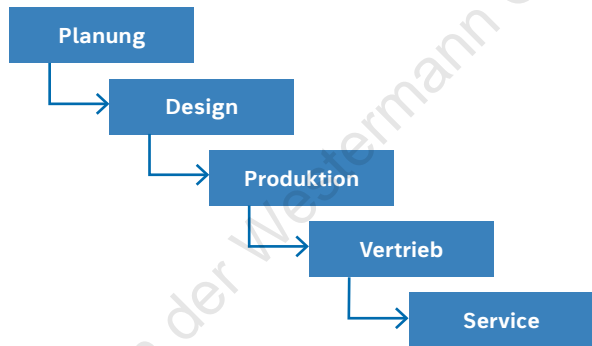 Planung
Design
Produktion
Vertrieb
Service
der Westermann